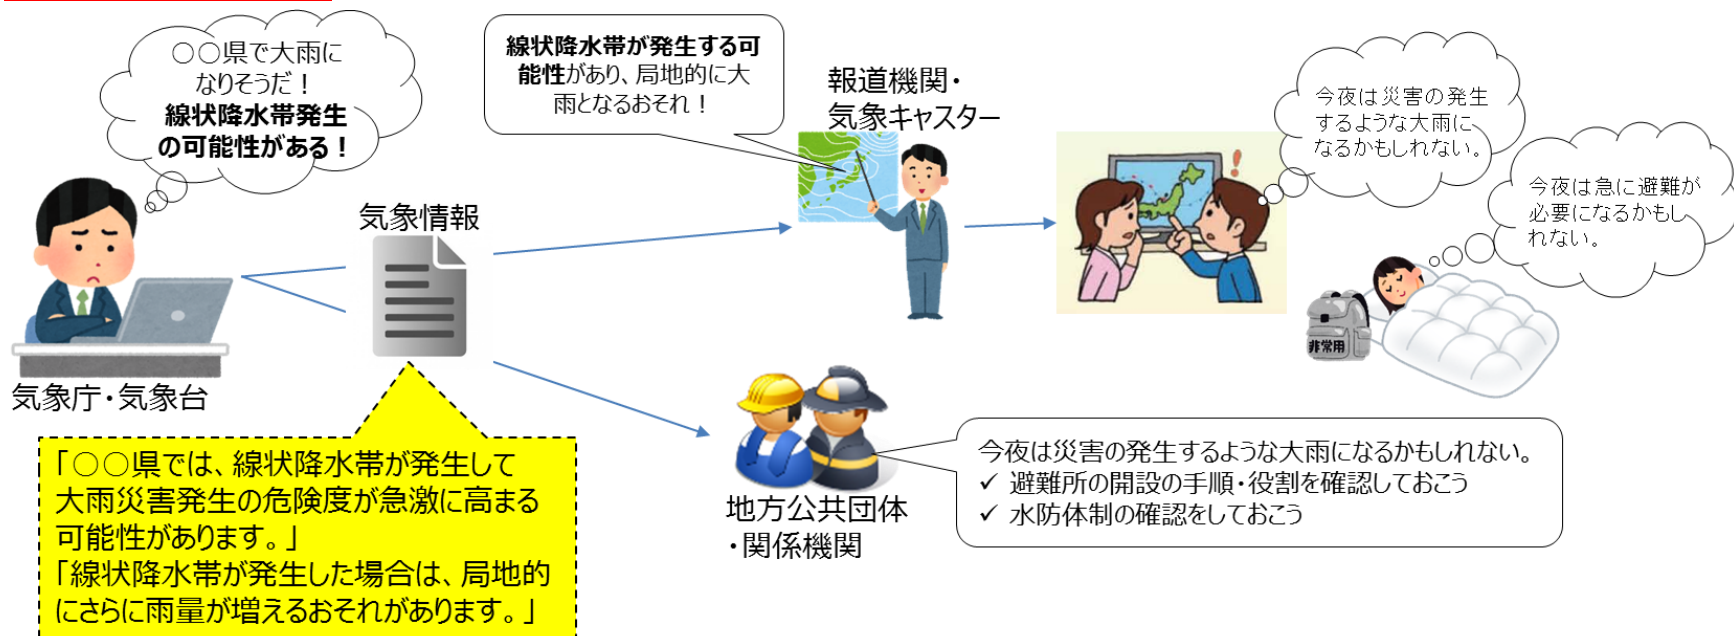 ○○県で大雨に
なりそうだ！
線状降水帯発生
の可能性がある！
線状降水帯が発生する可
能性があり、局地的に大
雨となるおそれ！
報道機関・
気象キャスター
今夜は災害の発生
するような大雨に
なるかもしれない。
今夜は急に避難が
必要になるかもし
れない。
気象情報
非常用
気象庁・気象台
「○○県では、線状降水帯が発生して
大雨災害発生の危険度が急激に高まる
可能性があります。」
「線状降水帯が発生した場合は、局地的
にさらに雨量が増えるおそれがあります。」
地方公共団体
・関係機関
今夜は災害の発生するような大雨になるかもしれない。
✓ 避難所の開設の手順・役割を確認しておこう
✓ 水防体制の確認をしておこう